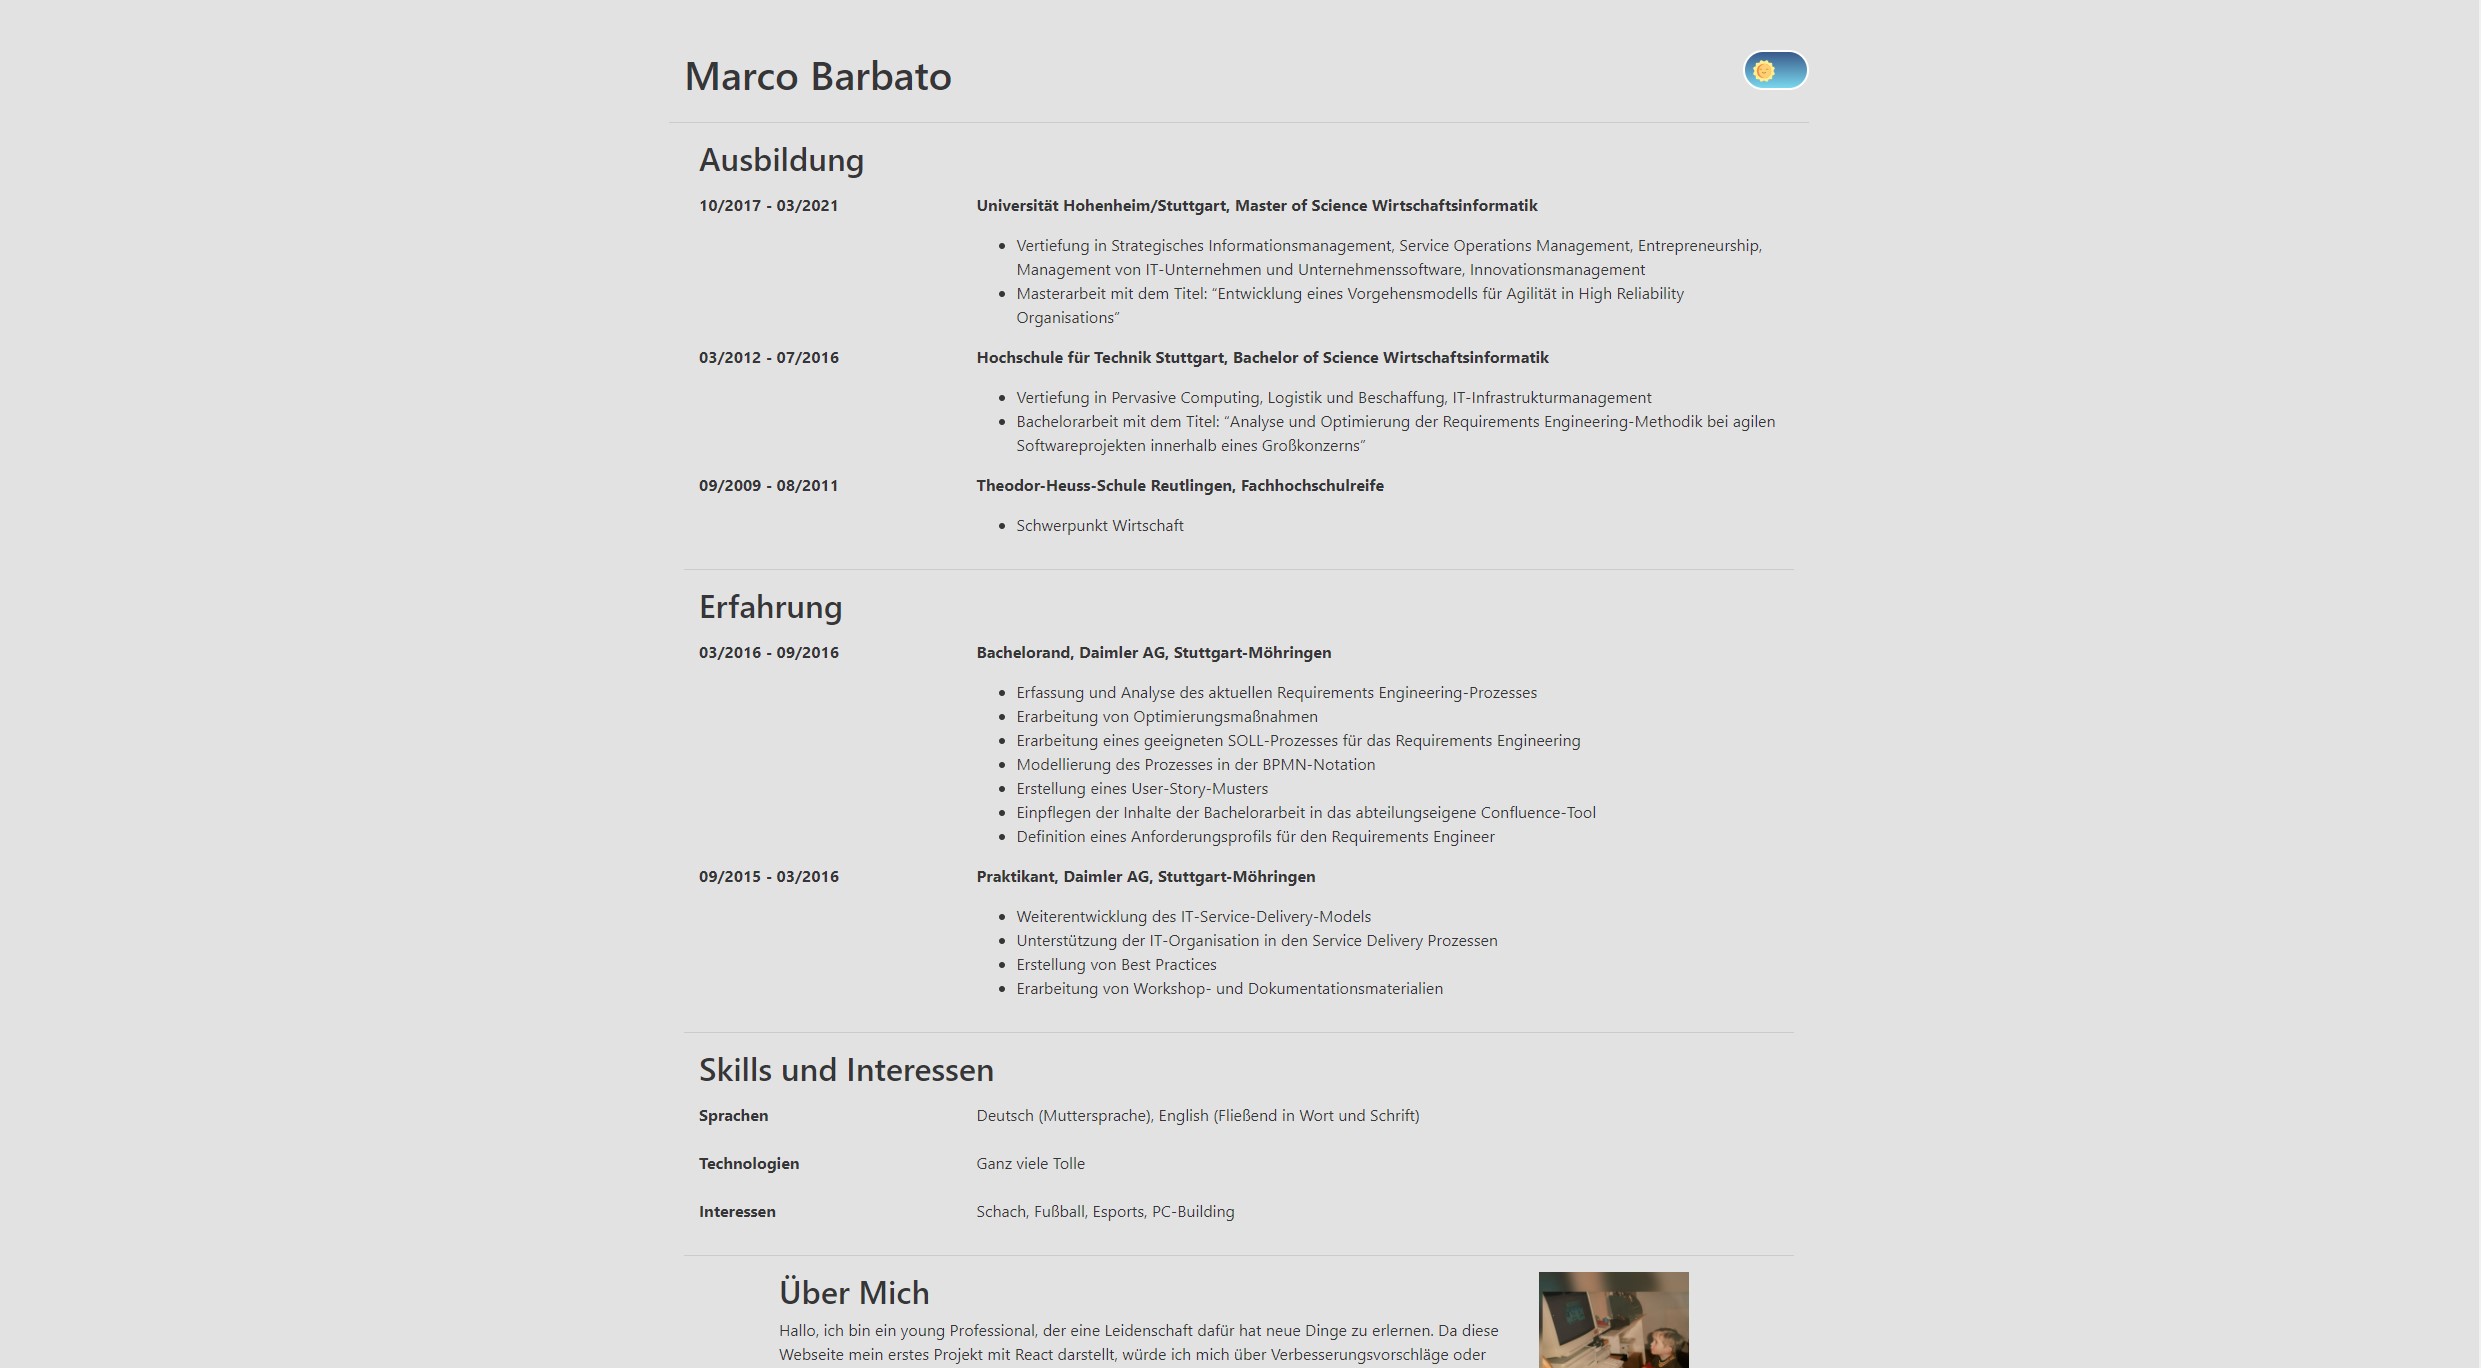 Marco Barbato
Ausbildung
10/2017 - 03/2021
Universität Hohenheim/Stuttgart, Master of Science Wirtschaftsinformatik
Vertiefung in Strategisches Informationsmanagement, Service Operations Management, Entrepreneurship,
Management von IT-Unternehmen und Unternehmenssoftware, Innovationsmanagement
Masterarbeit mit dem Titel: “Entwicklung eines Vorgehensmodells für Agilität in High Reliability
Organisations”
03/2012 - 07/2016
Hochschule für Technik Stuttgart, Bachelor of Science Wirtschaftsinformatik
Vertiefung in Pervasive Computing, Logistik und Beschaffung, IT-Infrastrukturmanagement
Bachelorarbeit mit dem Titel: “Analyse und Optimierung der Requirements Engineering-Methodik bei agilen
Softwareprojekten innerhalb eines Großkonzerns”
09/2009 - 08/2011
Theodor-Heuss-Schule Reutlingen, Fachhochschulreife
Schwerpunkt Wirtschaft
Erfahrung
03/2016 - 09/2016
Bachelorand, Daimler AG, Stuttgart-Möhringen
Erfassung und Analyse des aktuellen Requirements Engineering-Prozesses
Erarbeitung von Optimierungsmaßnahmen
Erarbeitung eines geeigneten SOLL-Prozesses für das Requirements Engineering
Modellierung des Prozesses in der BPMN-Notation
Erstellung eines User-Story-Musters
Einpflegen der Inhalte der Bachelorarbeit in das abteilungseigene Confluence-Tool
Definition eines Anforderungsprofils für den Requirements Engineer
09/2015 - 03/2016
Praktikant, Daimler AG, Stuttgart-Möhringen
Weiterentwicklung des IT-Service-Delivery-Models
Unterstützung der IT-Organisation in den Service Delivery Prozessen
Erstellung von Best Practices
Erarbeitung von Workshop- und Dokumentationsmaterialien
Skills und Interessen
Sprachen
Deutsch (Muttersprache), English (Fließend in Wort und Schrift)
Technologien
Ganz viele Tolle
Interessen
Schach, Fußball, Esports, PC-Building
Über Mich
Hallo, ich bin ein young Professional, der eine Leidenschaft dafür hat neue Dinge zu erlernen. Da diese
Webseite mein erstes Projekt mit React darstellt, würde ich mich über Verbesserungsvorschläge oder